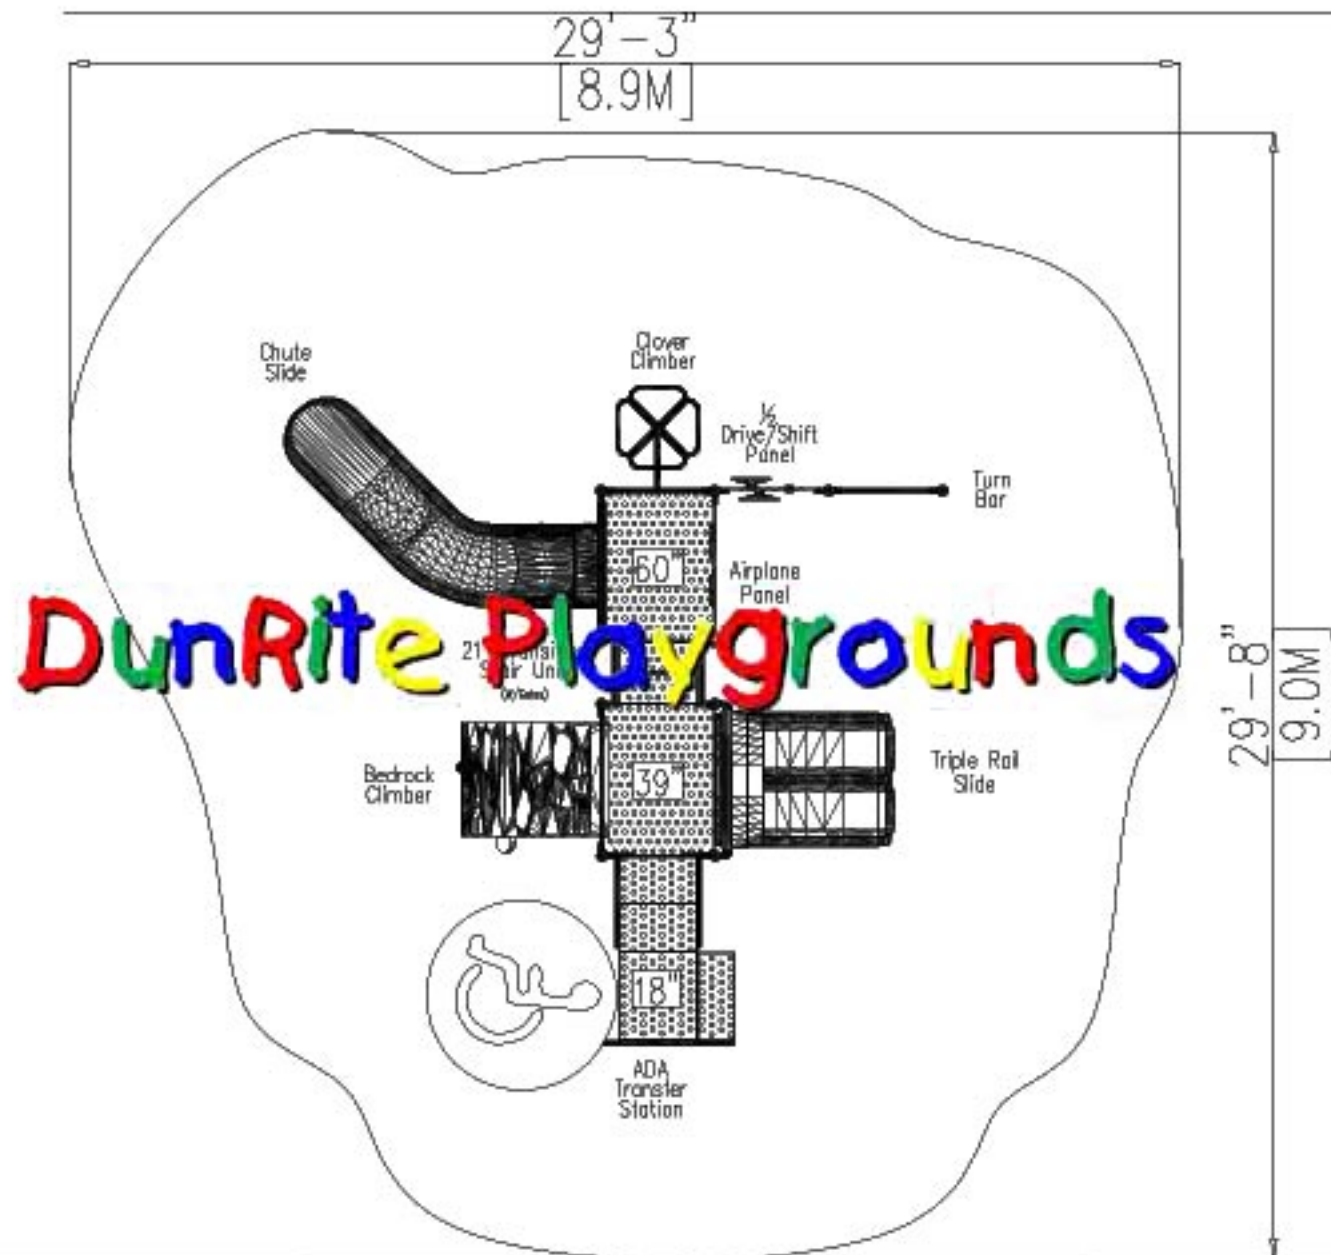 29'-3"
[8.9M]
Chute
Slide
Clover
Climber
½
Drive/Shift
Panel
Turn
Bar
60"
Airplane
Panel
DunRite Playgrounds
21"
29'-8"
[9.0M]
Bedrock
Climber
39"
Triple Rail
Slide
18"
ADA
Transfer
Station